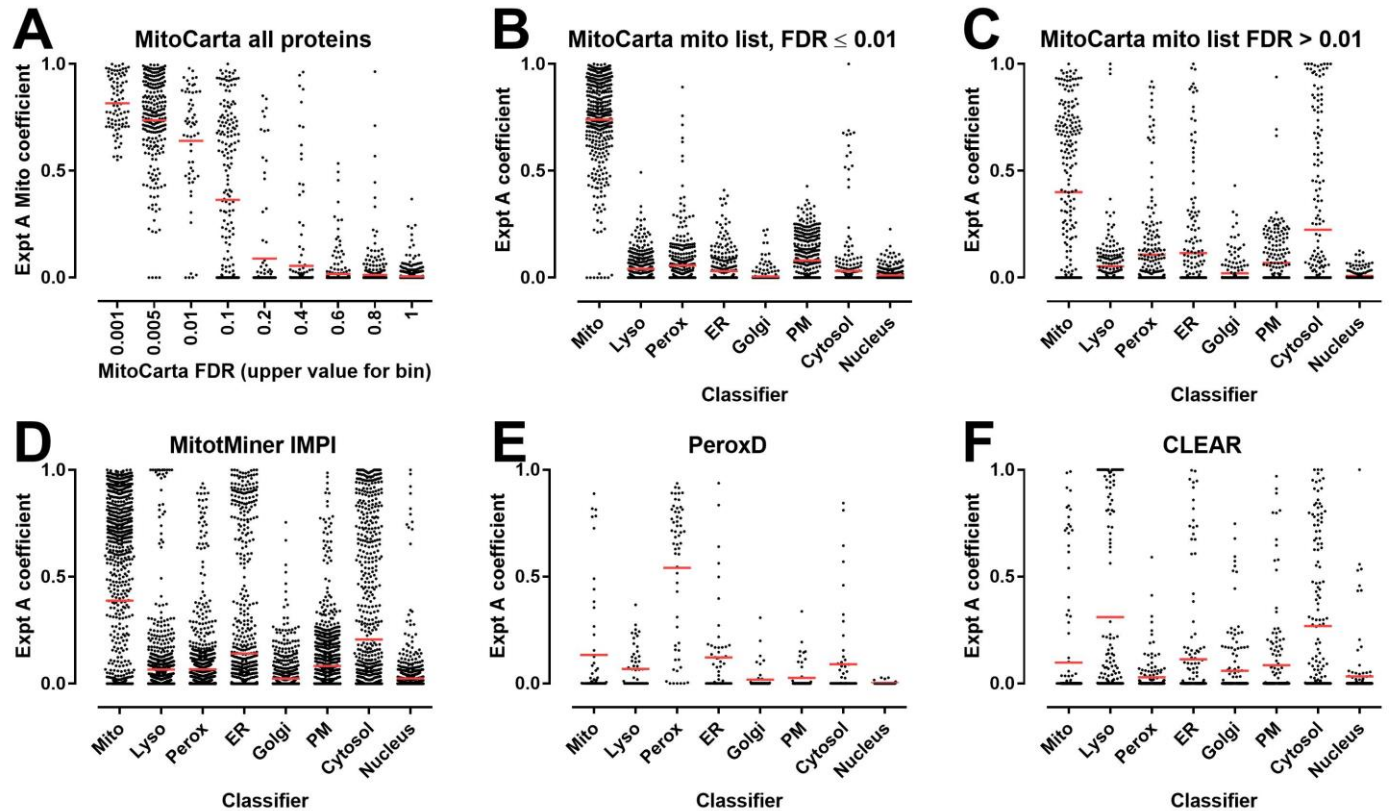 A
MitoCarta all proteins
Expt A Mito coefficient
1.0
0.5
0.0
0.001
0.005
0.01
0.1
0.2
0.4
0.6
0.8
1
MitoCarta FDR (upper value for bin)
B
MitoCarta mito list, FDR ≤ 0.01
Expt A coefficient
1.0
0.5
0.0
Mito
Lyso
Perox
ER
Golgi
PM
Cytosol
Nucleus
Classifier
C
MitoCarta mito list FDR > 0.01
Expt A coefficient
1.0
0.5
0.0
Mito
Lyso
Perox
ER
Golgi
PM
Cytosol
Nucleus
Classifier
D
MitotMiner IMPI
Expt A coefficient
1.0
0.5
0.0
Mito
Lyso
Perox
ER
Golgi
PM
Cytosol
Nucleus
Classifier
E
PeroxD
Expt A coefficient
1.0
0.5
0.0
Mito
Lyso
Perox
ER
Golgi
PM
Cytosol
Nucleus
Classifier
F
CLEAR
Expt A coefficient
1.0
0.5
0.0
Mito
Lyso
Perox
ER
Golgi
PM
Cytosol
Nucleus
Classifier